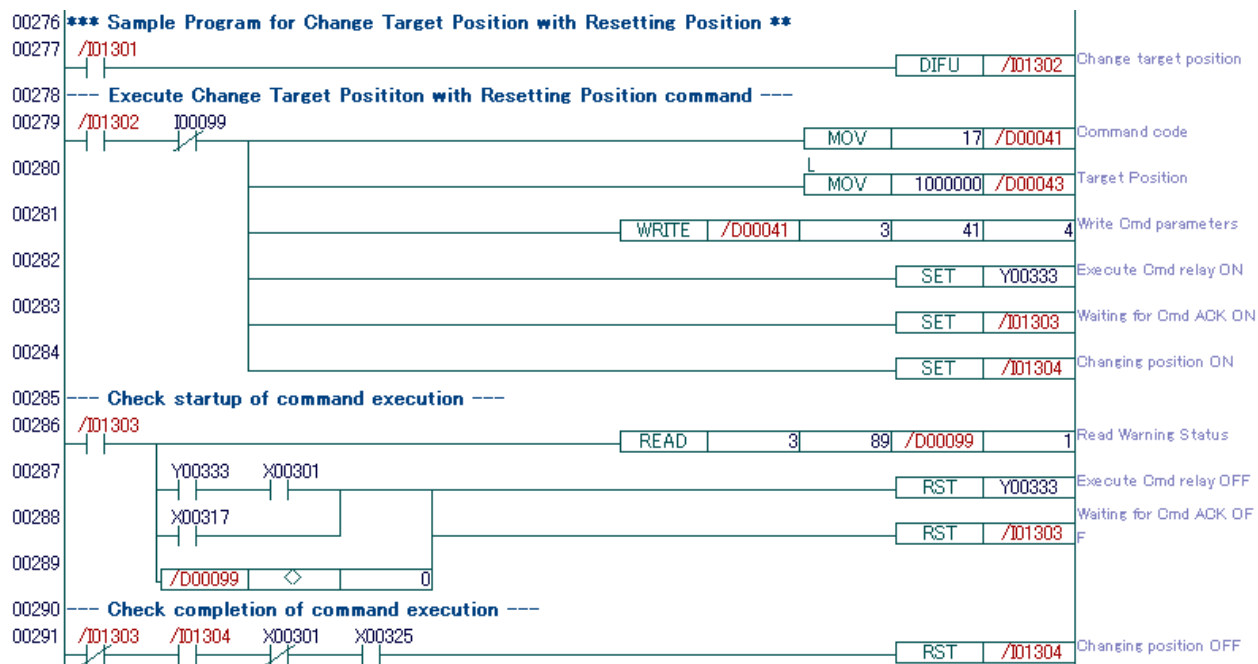 00276 *** Sample Program for Change Target Position with Resetting Position **
00277 /I01301 DIFU /I01302 Change target position
00278 --- Execute Change Target Posititon with Resetting Position command ---
00279 /I01302 I00099 MOV 17 /D00041 Command code
00280 L MOV 1000000 /D00043 Target Position
00281 WRITE /D00041 3 41 4 Write Cmd parameters
00282 SET Y00333 Execute Cmd relay ON
00283 SET /I01303 Waiting for Cmd ACK ON
00284 SET /I01304 Changing position ON
00285 --- Check startup of command execution ---
00286 /I01303 READ 3 89 /D00099 1 Read Warning Status
00287 Y00333 X00301 RST Y00333 Execute Cmd relay OFF
00288 X00317 RST /I01303 Waiting for Cmd ACK OF
F
00289 /D00099 <> 0
00290 --- Check completion of command execution ---
00291 /I01303 /I01304 X00301 X00325 RST /I01304 Changing position OFF